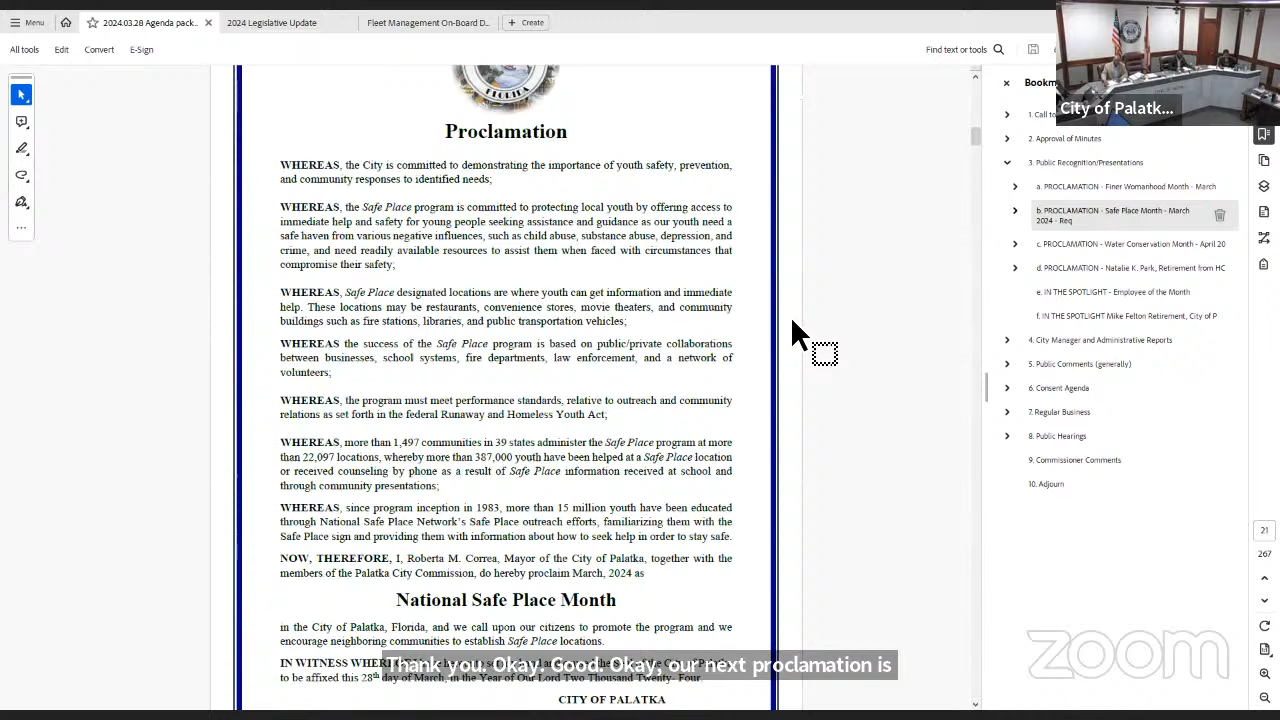 Menu
2024.03.28 Agenda pack..
2024 Legislative Update
Fleet Management On-Board D..
Create
All tools
Edit
Convert
E-Sign
Find text or tools
City of Palatk...
FLORIDA
Proclamation
WHEREAS, the City is committed to demonstrating the importance of youth safety, prevention,
and community responses to identified needs;
WHEREAS, the Safe Place program is committed to protecting local youth by offering access to
immediate help and safety for young people seeking assistance and guidance as our youth need a
safe haven from various negative influences, such as child abuse, substance abuse, depression, and
crime, and need readily available resources to assist them when faced with circumstances that
compromise their safety;
WHEREAS, Safe Place designated locations are where youth can get information and immediate
help. These locations may be restaurants, convenience stores, movie theaters, and community
buildings such as fire stations, libraries, and public transportation vehicles;
WHEREAS the success of the Safe Place program is based on public/private collaborations
between businesses, school systems, fire departments, law enforcement, and a network of
volunteers;
WHEREAS, the program must meet performance standards, relative to outreach and community
relations as set forth in the federal Runaway and Homeless Youth Act;
WHEREAS, more than 1,497 communities in 39 states administer the Safe Place program at more
than 22,097 locations, whereby more than 387,000 youth have been helped at a Safe Place location
or received counseling by phone as a result of Safe Place information received at school and
through community presentations;
WHEREAS, since program inception in 1983, more than 15 million youth have been educated
through National Safe Place Network's Safe Place outreach efforts, familiarizing them with the
Safe Place sign and providing them with information about how to seek help in order to stay safe.
NOW, THEREFORE, I, Roberta M. Correa, Mayor of the City of Palatka, together with the
members of the Palatka City Commission, do hereby proclaim March, 2024 as
National Safe Place Month
in the City of Palatka, Florida, and we call upon our citizens to promote the program and we
encourage neighboring communities to establish Safe Place locations.
IN WITNESS
to be affixed this 28th day of March, in the Year of Our Lord Two Thousand Twenty- Four.
CITY OF PALATKA
Thank you. Okay. Good. Okay, our next proclamation is
Bookm
1. Call to
2. Approval of Minutes
3. Public Recognition/Presentations
a. PROCLAMATION - Finer Womanhood Month - March
b. PROCLAMATION - Safe Place Month - March
2024 - Req
c. PROCLAMATION - Water Conservation Month - April 20
d. PROCLAMATION - Natalie K. Park, Retirement from HC
e. IN THE SPOTLIGHT - Employee of the Month
f. IN THE SPOTLIGHT Mike Felton Retirement, City of P
4. City Manager and Administrative Reports
5. Public Comments (generally)
6. Consent Agenda
7. Regular Business
8. Public Hearings
9. Commissioner Comments
10. Adjourn
21
267
zoom